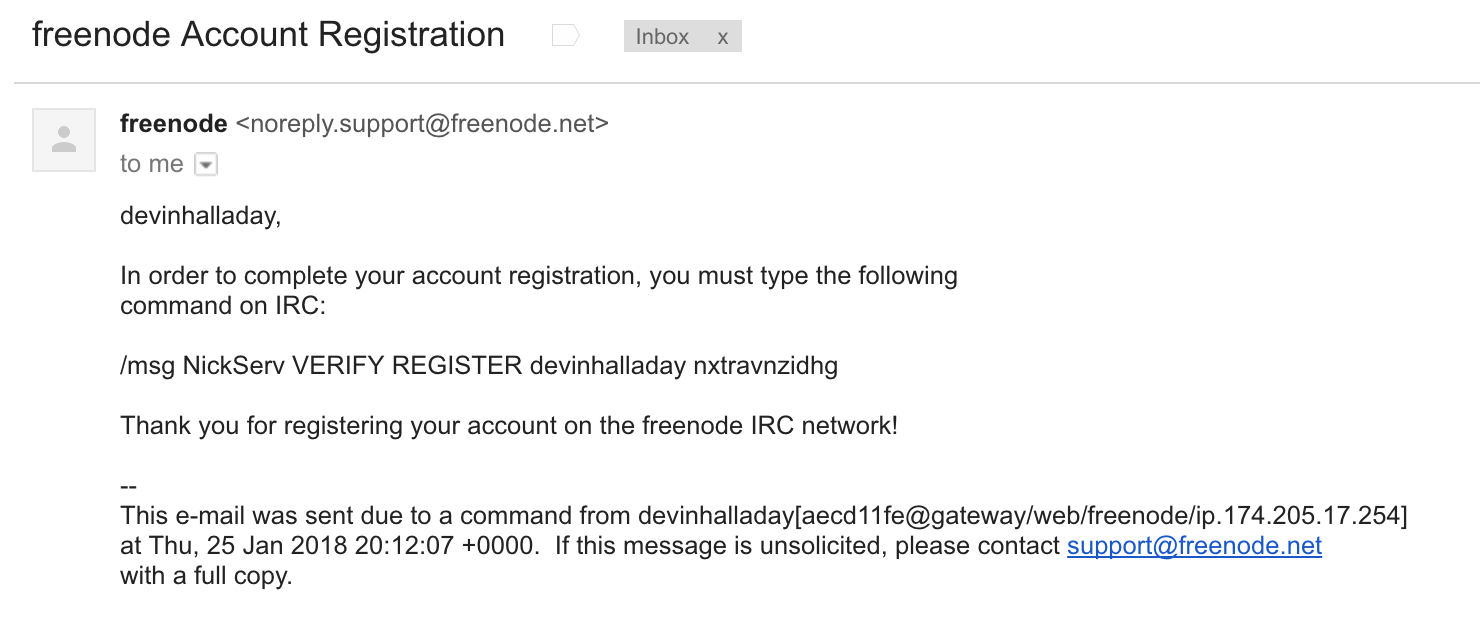 freenode Account Registration
Inbox x
freenode <noreply.support@freenode.net>
to me
devinhalladay,
In order to complete your account registration, you must type the following
command on IRC:
/msg NickServ VERIFY REGISTER devinhalladay nxtravnzidhg
Thank you for registering your account on the freenode IRC network!
--
This e-mail was sent due to a command from devinhalladay[aecd11fe@gateway/web/freenode/ip.174.205.17.254]
at Thu, 25 Jan 2018 20:12:07 +0000.  If this message is unsolicited, please contact support@freenode.net
with a full copy.